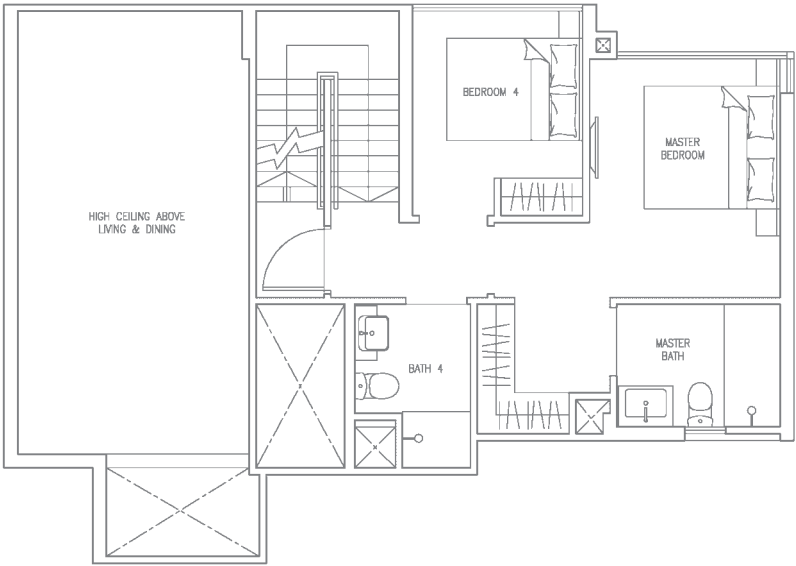 BEDROOM 4
MASTER
BEDROOM
HIGH CEILING ABOVE
LIVING & DINING
MASTER
BATH
BATH 4